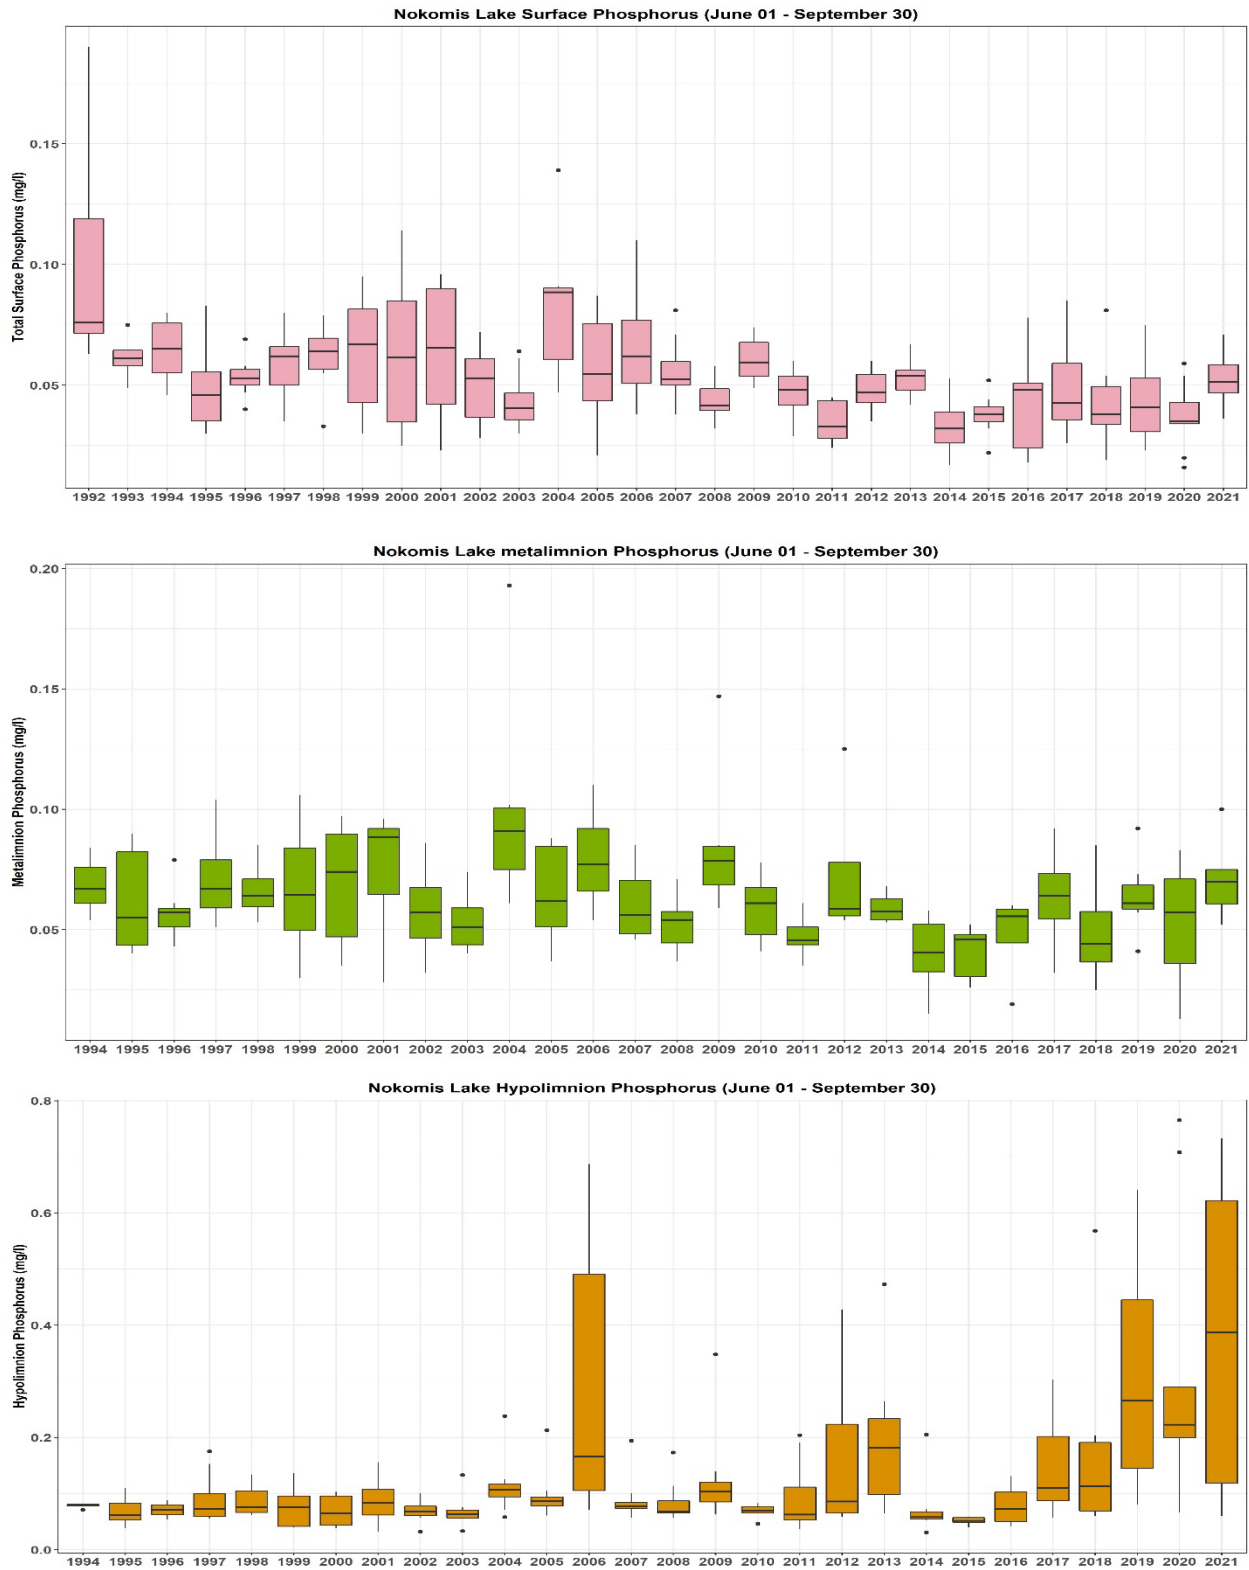 Nokomis Lake Surface Phosphorus (June 01 - September 30)
Total Surface Phosphorus (mg/l)
0.15
0.10
0.05
1992 1993 1994 1995 1996 1997 1998 1999 2000 2001 2002 2003 2004 2005 2006 2007 2008 2009 2010 2011 2012 2013 2014 2015 2016 2017 2018 2019 2020 2021
Nokomis Lake metalimnion Phosphorus (June 01 - September 30)
Metalimnion Phosphorus (mg/l)
0.20
0.15
0.10
0.05
1994 1995 1996 1997 1998 1999 2000 2001 2002 2003 2004 2005 2006 2007 2008 2009 2010 2011 2012 2013 2014 2015 2016 2017 2018 2019 2020 2021
Nokomis Lake Hypolimnion Phosphorus (June 01 - September 30)
Hypolimnion Phosphorus (mg/l)
0.8
0.6
0.4
0.2
0.0
1994 1995 1996 1997 1998 1999 2000 2001 2002 2003 2004 2005 2006 2007 2008 2009 2010 2011 2012 2013 2014 2015 2016 2017 2018 2019 2020 2021